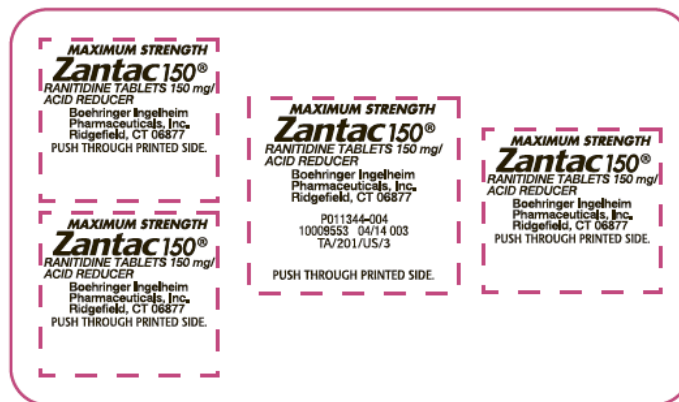 MAXIMUM STRENGTH
Zantac 150®
RANITIDINE TABLETS 150 mg/
ACID REDUCER
Boehringer Ingelheim
Pharmaceuticals, Inc.
Ridgefield, CT 06877
PUSH THROUGH PRINTED SIDE.
MAXIMUM STRENGTH
Zantac 150®
RANITIDINE TABLETS 150 mg/
ACID REDUCER
Boehringer Ingelheim
Pharmaceuticals, Inc.
Ridgefield, CT 06877
PUSH THROUGH PRINTED SIDE.
MAXIMUM STRENGTH
Zantac 150®
RANITIDINE TABLETS 150 mg/
ACID REDUCER
Boehringer Ingelheim
Pharmaceuticals, Inc.
Ridgefield, CT 06877
P011344-004
10009553 04/14 003
TA/201/US/3
PUSH THROUGH PRINTED SIDE.
MAXIMUM STRENGTH
Zantac 150®
RANITIDINE TABLETS 150 mg/
ACID REDUCER
Boehringer Ingelheim
Pharmaceuticals, Inc.
Ridgefield, CT 06877
PUSH THROUGH PRINTED SIDE.